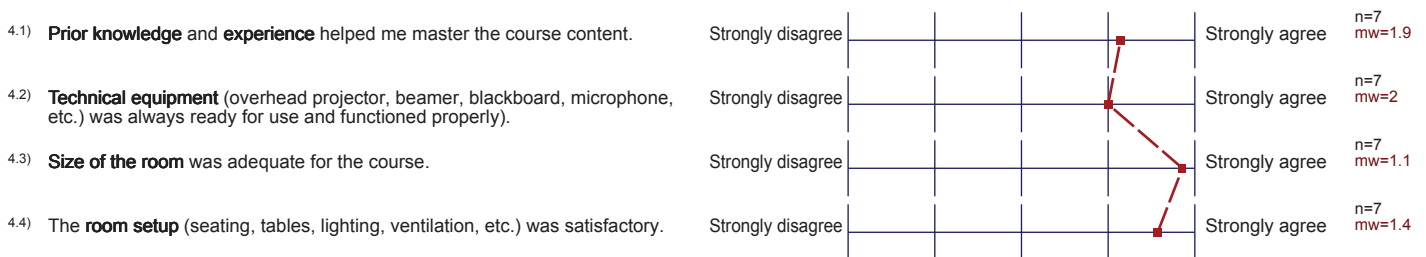 4.1) Prior knowledge and experience helped me master the course content. Strongly disagree Strongly agree n=7
mw=1.9
4.2) Technical equipment (overhead projector, beamer, blackboard, microphone, Strongly disagree Strongly agree n=7
etc.) was always ready for use and functioned properly). mw=2
4.3) Size of the room was adequate for the course. Strongly disagree Strongly agree n=7
mw=1.1
4.4) The room setup (seating, tables, lighting, ventilation, etc.) was satisfactory. Strongly disagree Strongly agree n=7
mw=1.4